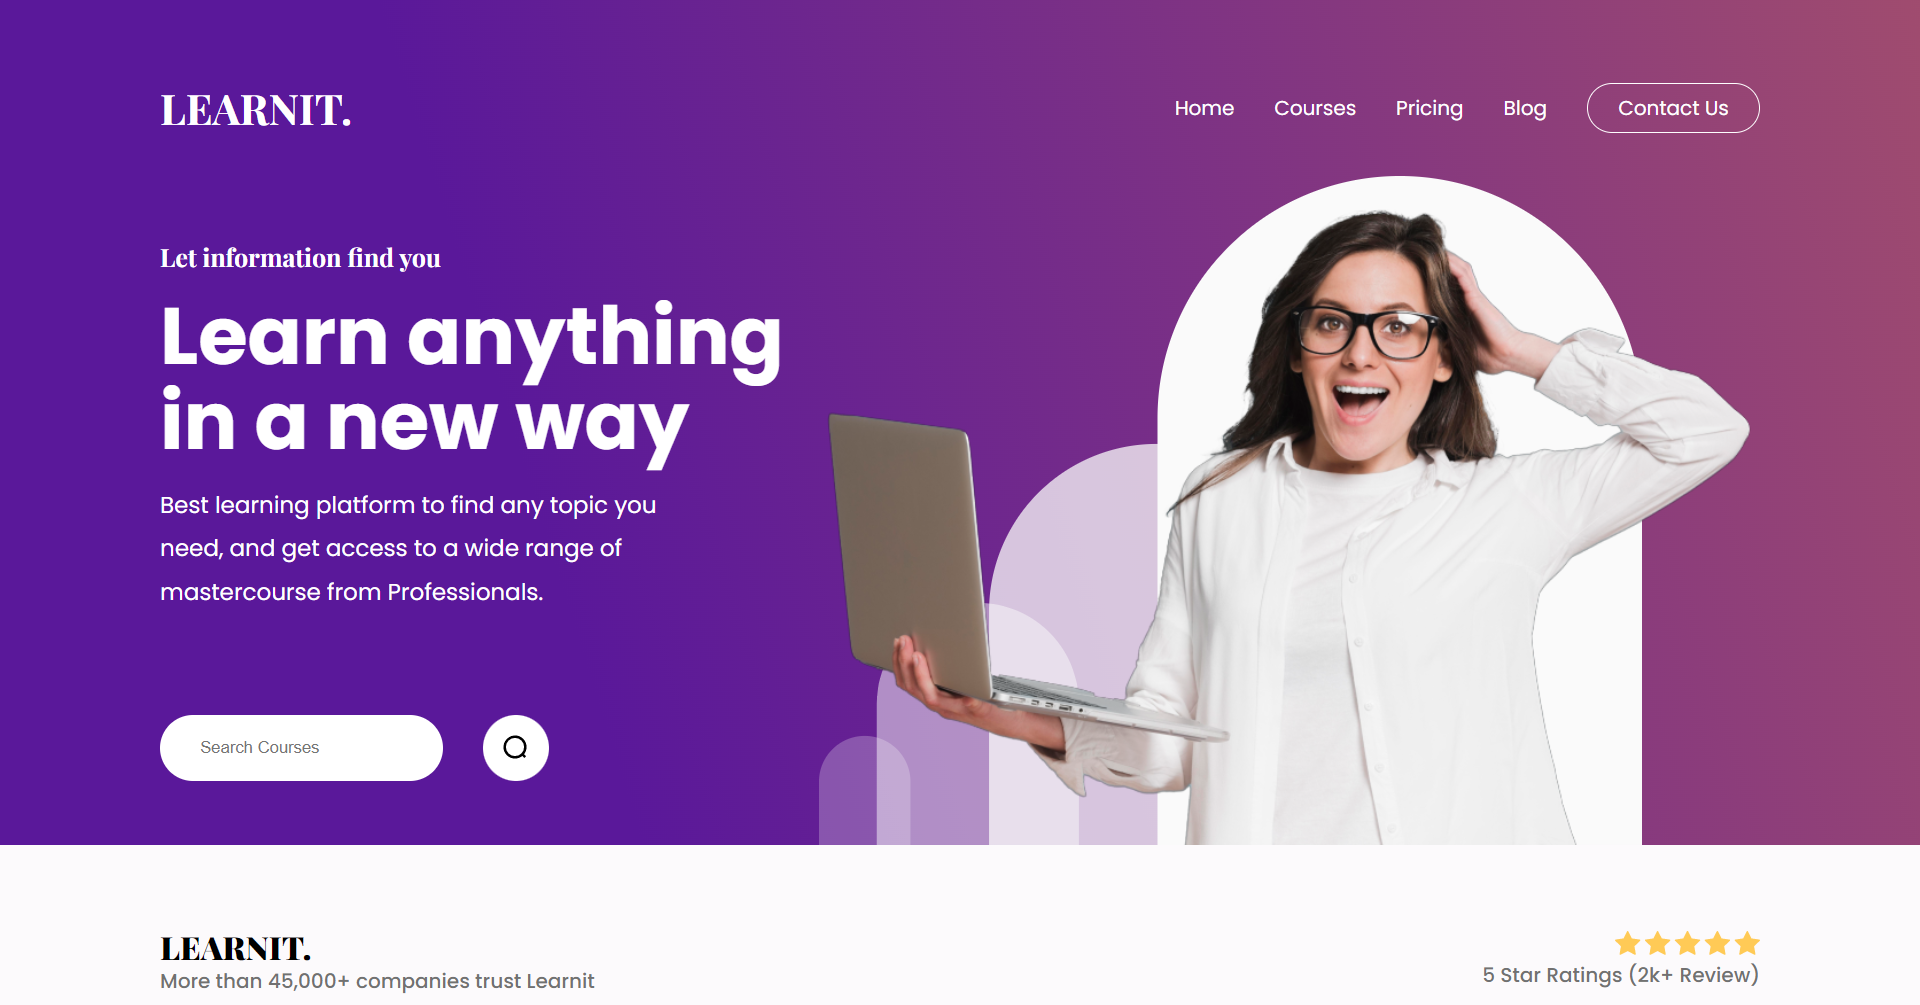 LEARNIT.
Home
Courses
Pricing
Blog
Contact Us
Let information find you
Learn anything
in a new way
Best learning platform to find any topic you
need, and get access to a wide range of
mastercourse from Professionals.
Search Courses
LEARNIT.
More than 45,000+ companies trust Learnit
5 Star Ratings (2k+ Review)